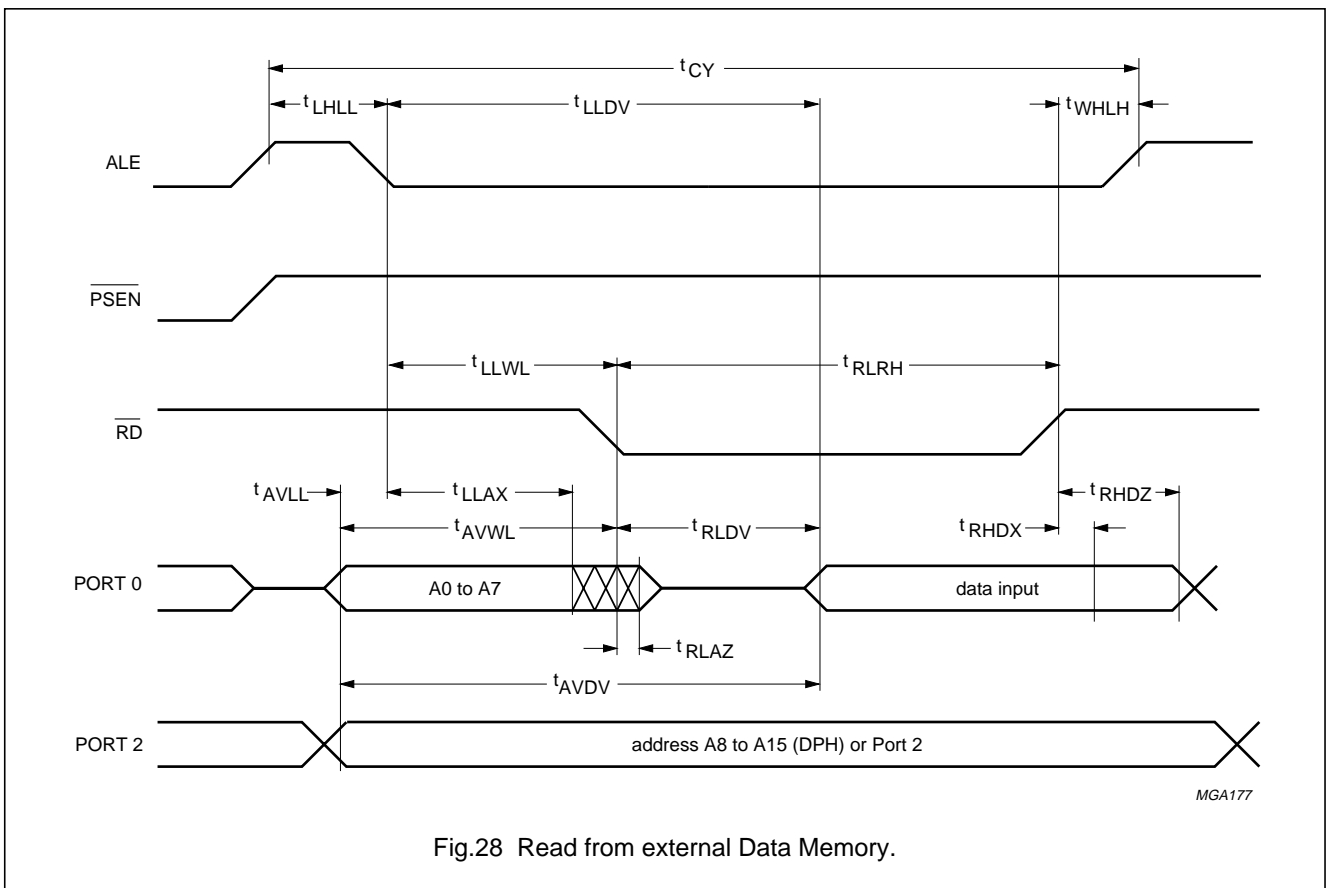 tCY
tLHLL tLLDV tWHLH
ALE
PSEN
tLLWL tRLRH
RD
tAVLL tLLAX tRHDZ
tAVWL tRLDV tRHDX
PORT 0 A0 to A7 data input
tRLAZ
tAVDV
PORT 2 address A8 to A15 (DPH) or Port 2
MGA177
Fig.28 Read from external Data Memory.